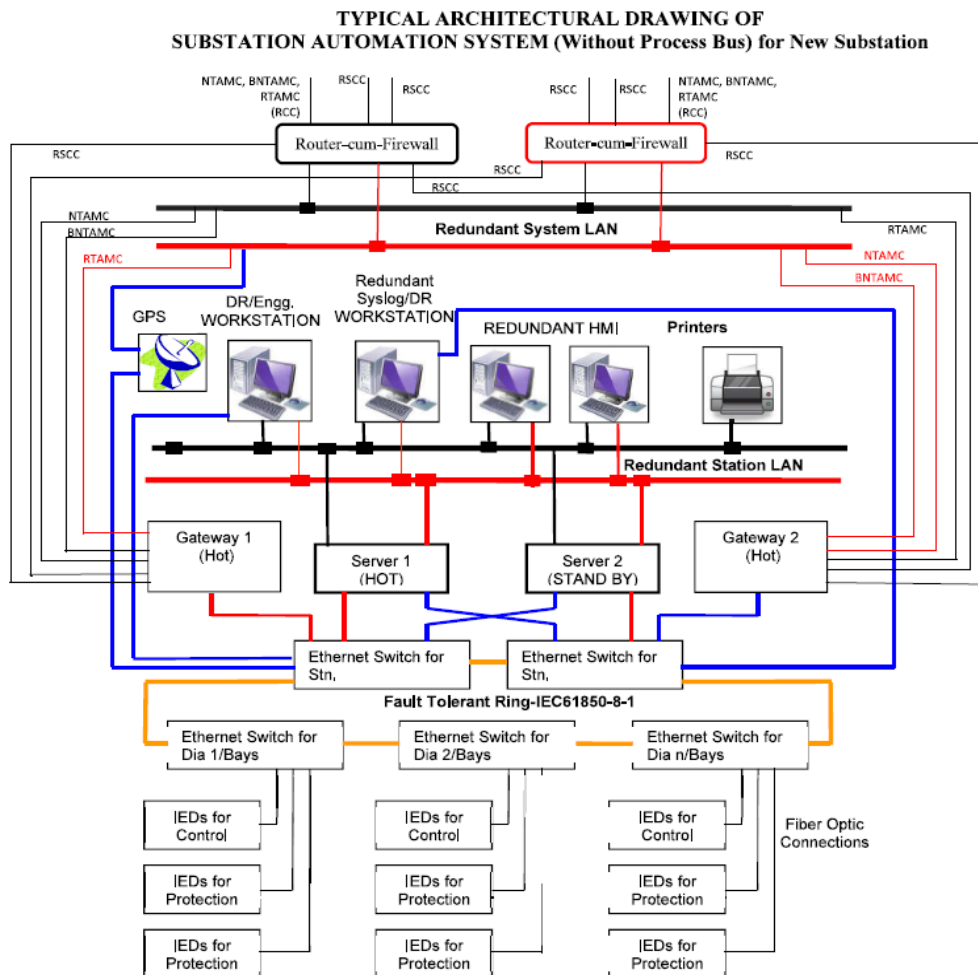 TYPICAL ARCHITECTURAL DRAWING OF
SUBSTATION AUTOMATION SYSTEM (Without Process Bus) for New Substation
NTAMC, BNTAMC,
RTAMC
(RCC)
RSCC
RSCC
RSCC
RSCC
NTAMC, BNTAMC,
RTAMC
(RCC)
Router-cum-Firewall
Router-cum-Firewall
RSCC
RSCC
RSCC
RSCC
NTAMC
BNTAMC
RTAMC
Redundant System LAN
RTAMC
NTAMC
BNTAMC
GPS
DR/Engg.
WORKSTATION
Redundant
Syslog/DR
WORKSTATION
REDUNDANT HMI
Printers
Redundant Station LAN
Gateway 1
(Hot)
Server 1
(HOT)
Server 2
(STAND BY)
Gateway 2
(Hot)
Ethernet Switch for
Stn.
Ethernet Switch for
Stn.
Fault Tolerant Ring-IEC61850-8-1
Ethernet Switch for
Dia 1/Bays
Ethernet Switch for
Dia 2/Bays
Ethernet Switch for
Dia n/Bays
IEDs for
Control
IEDs for
Control
IEDs for
Control
Fiber Optic
Connections
IEDs for
Protection
IEDs for
Protection
IEDs for
Protection
IEDs for
Protection
IEDs for
Protection
IEDs for
Protection